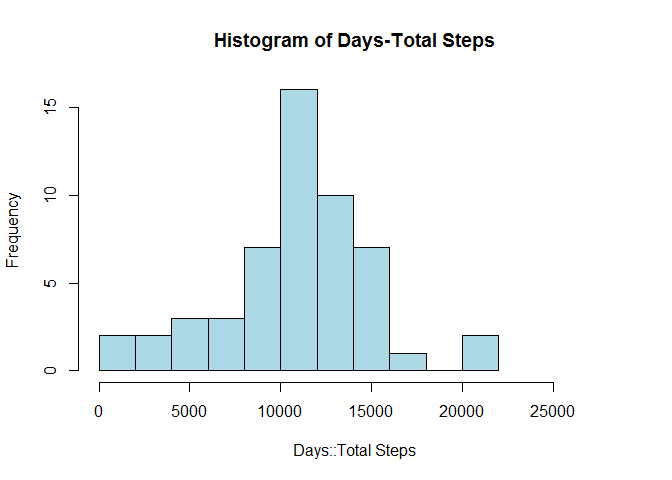 Histogram of Days-Total Steps
Frequency
15
10
5
0
0 5000 10000 15000 20000 25000
Days::Total Steps